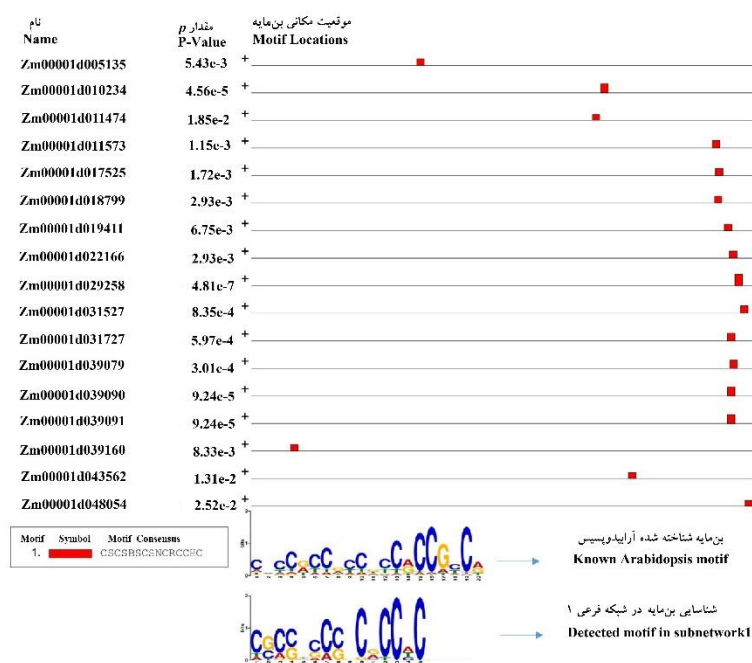 نام
Name
مقدار p
P-Value
موقعیت مکانی بن‌مایه
Motif Locations
Zm00001d005135 5.43e-3 +
Zm00001d010234 4.56e-5 +
Zm00001d011474 1.85e-2 +
Zm00001d011573 1.15e-3 +
Zm00001d017525 1.72e-3 +
Zm00001d018799 2.93e-3 +
Zm00001d019411 6.75e-3 +
Zm00001d022166 2.93e-3 +
Zm00001d029258 4.81e-7 +
Zm00001d031527 8.35e-4 +
Zm00001d031727 5.97e-4 +
Zm00001d039079 3.01e-4 +
Zm00001d039090 9.24e-5 +
Zm00001d039091 9.24e-5 +
Zm00001d039160 8.33e-3 +
Zm00001d043562 1.31e-2 +
Zm00001d048054 2.52e-2 +
Motif Symbol Motif Consensus
1. CSCSBSCSNCRCCHC
بن‌مایه شناخته شده آرابیدوپسیس
Known Arabidopsis motif
شناسایی بن‌مایه در شبکه فرعی ۱
Detected motif in subnetwork1